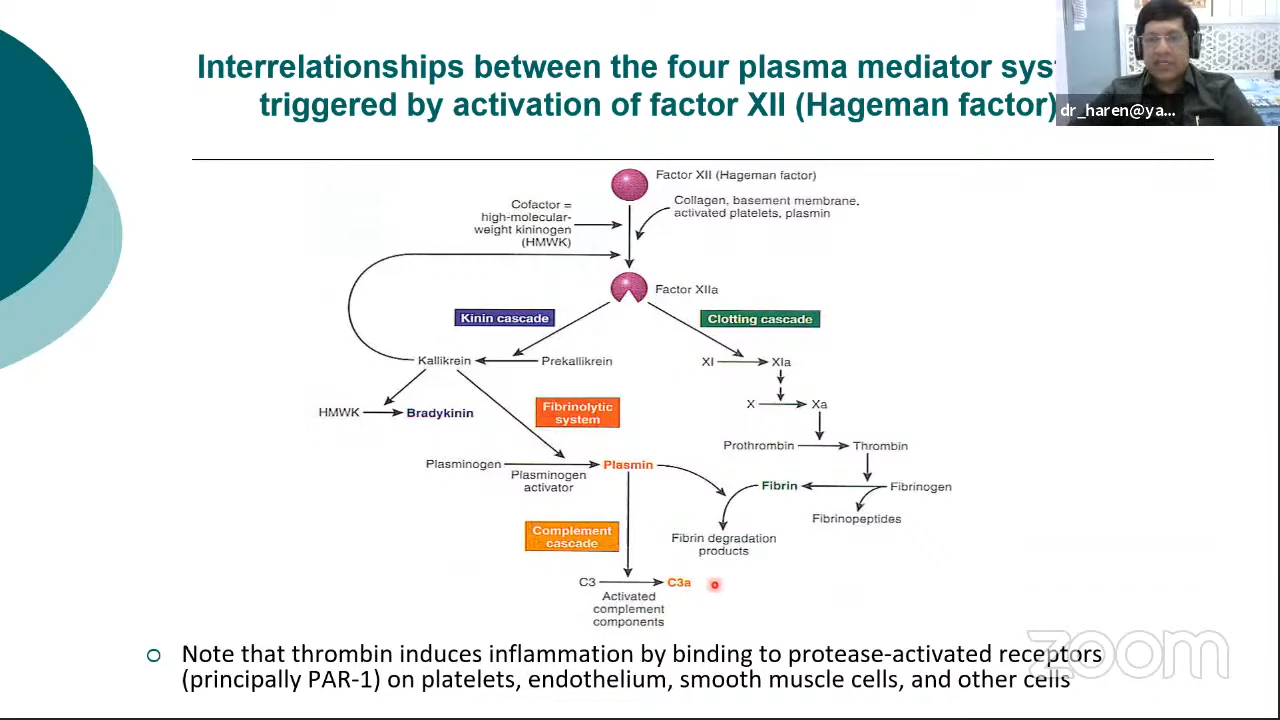 Interrelationships between the four plasma mediator sys
triggered by activation of factor XII (Hageman factor)
dr_haren@ya...
Factor XII (Hageman factor)
Cofactor =
high-molecular-
weight kininogen
(HMWK)
Collagen, basement membrane,
activated platelets, plasmin
Factor XIIa
Kinin cascade
Clotting cascade
Kallikrein
Prekallikrein
XI
XIa
HMWK
Bradykinin
Fibrinolytic
system
X
Xa
Prothrombin
Thrombin
Plasminogen
Plasmin
Plasminogen
activator
Fibrin
Fibrinogen
Fibrinopeptides
Complement
cascade
Fibrin degradation
products
C3
C3a
Activated
complement
components
Note that thrombin induces inflammation by binding to protease-activated receptors
(principally PAR-1) on platelets, endothelium, smooth muscle cells, and other cells
zoom